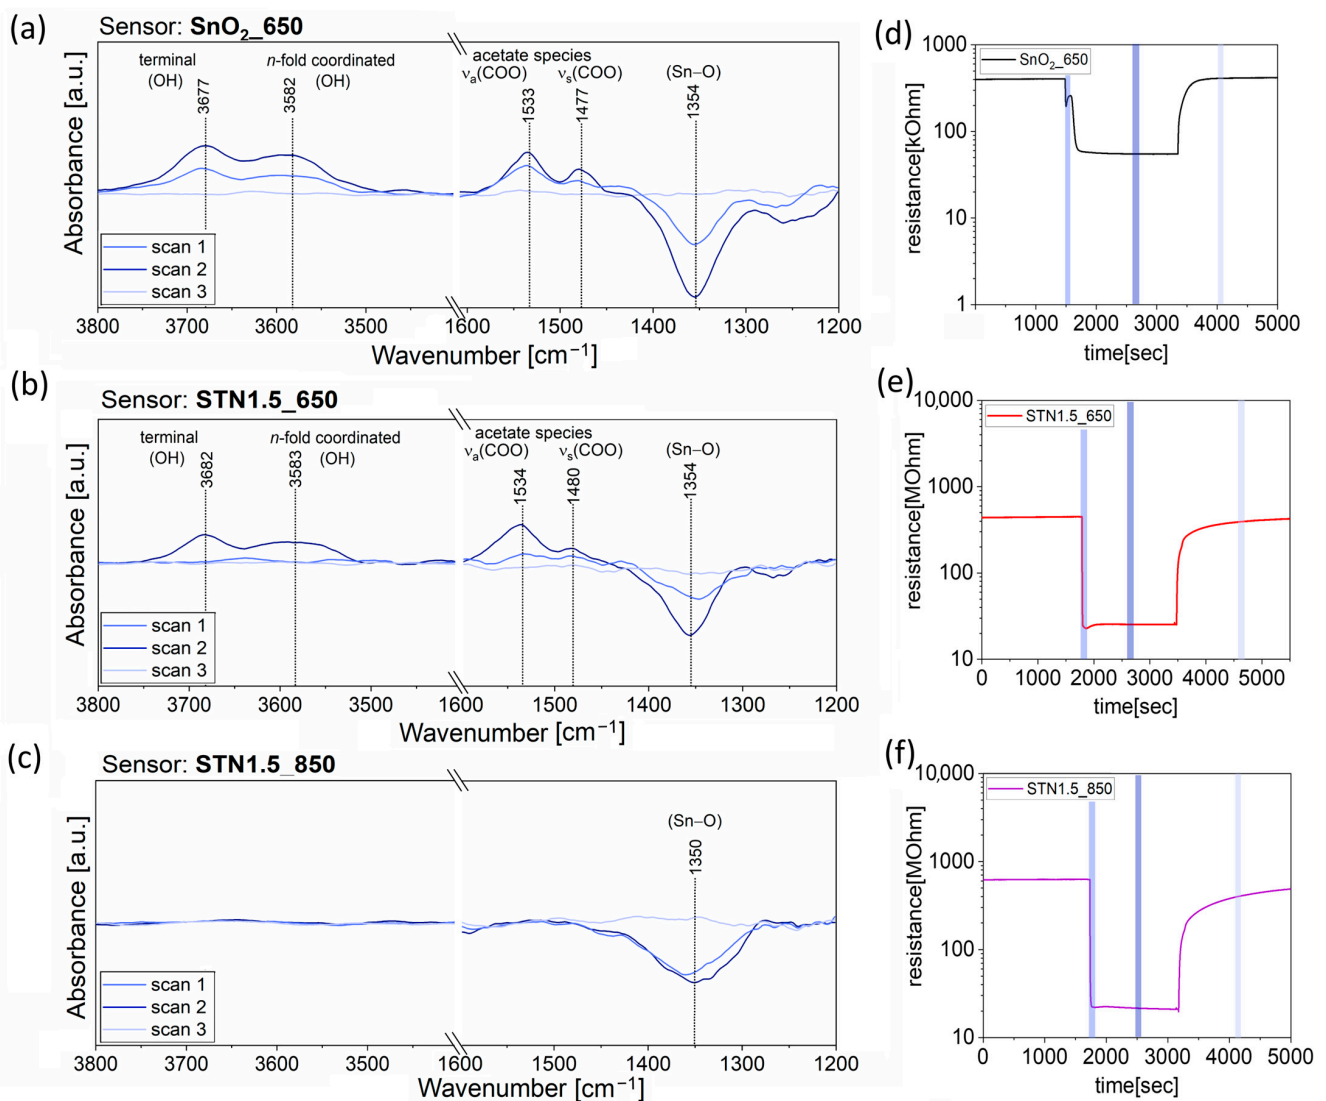 (a)
Sensor: SnO₂_650
terminal
(OH)
n-fold coordinated
(OH)
acetate species
νₐ(COO)
νₛ(COO)
(Sn–O)
3677
3582
1533
1477
1354
Absorbance [a.u.]
scan 1
scan 2
scan 3
3800 3700 3600 3500 1600 1500 1400 1300 1200
Wavenumber [cm⁻¹]
(d)
SnO₂_650
resistance[kOhm]
1000
100
10
1
1000 2000 3000 4000 5000
time[sec]
(b)
Sensor: STN1.5_650
terminal
(OH)
n-fold coordinated
(OH)
acetate species
νₐ(COO)
νₛ(COO)
(Sn–O)
3682
3583
1534
1480
1354
Absorbance [a.u.]
scan 1
scan 2
scan 3
3800 3700 3600 3500 1600 1500 1400 1300 1200
Wavenumber [cm⁻¹]
(e)
STN1.5_650
resistance[MOhm]
10,000
1000
100
10
0 1000 2000 3000 4000 5000
time[sec]
(c)
Sensor: STN1.5_850
(Sn–O)
1350
Absorbance [a.u.]
scan 1
scan 2
scan 3
3800 3700 3600 3500 1600 1500 1400 1300 1200
Wavenumber [cm⁻¹]
(f)
STN1.5_850
resistance[MOhm]
10,000
1000
100
10
0 1000 2000 3000 4000 5000
time[sec]